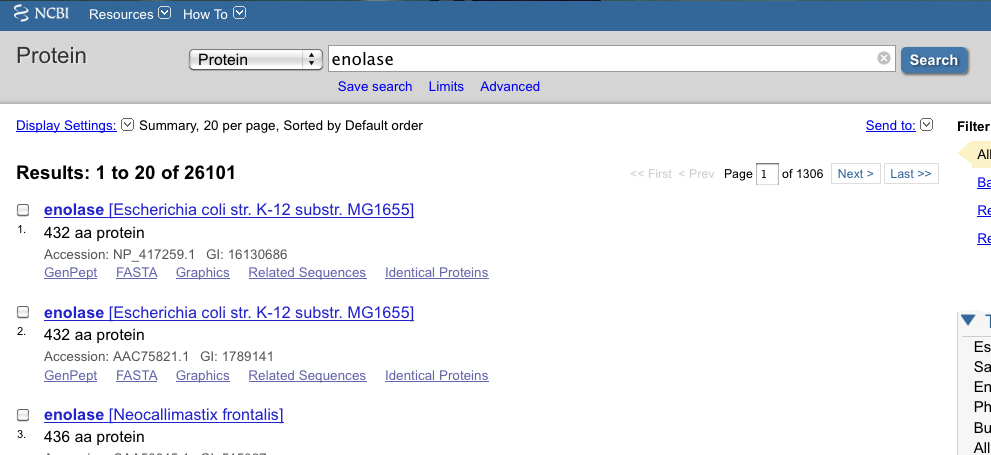 NCBI Resources How To
Protein
Protein enolase Search
Save search Limits Advanced
Display Settings: Summary, 20 per page, Sorted by Default order Send to: Filter
Results: 1 to 20 of 26101 << First < Prev Page 1 of 1306 Next > Last >>
All
Ba
Re
Re
enolase [Escherichia coli str. K-12 substr. MG1655]
1. 432 aa protein
Accession: NP_417259.1 GI: 16130686
GenPept FASTA Graphics Related Sequences Identical Proteins
enolase [Escherichia coli str. K-12 substr. MG1655]
2. 432 aa protein
Accession: AAC75821.1 GI: 1789141
GenPept FASTA Graphics Related Sequences Identical Proteins
enolase [Neocallimastix frontalis]
3. 436 aa protein
T
Es
Sa
En
Ph
Bu
All